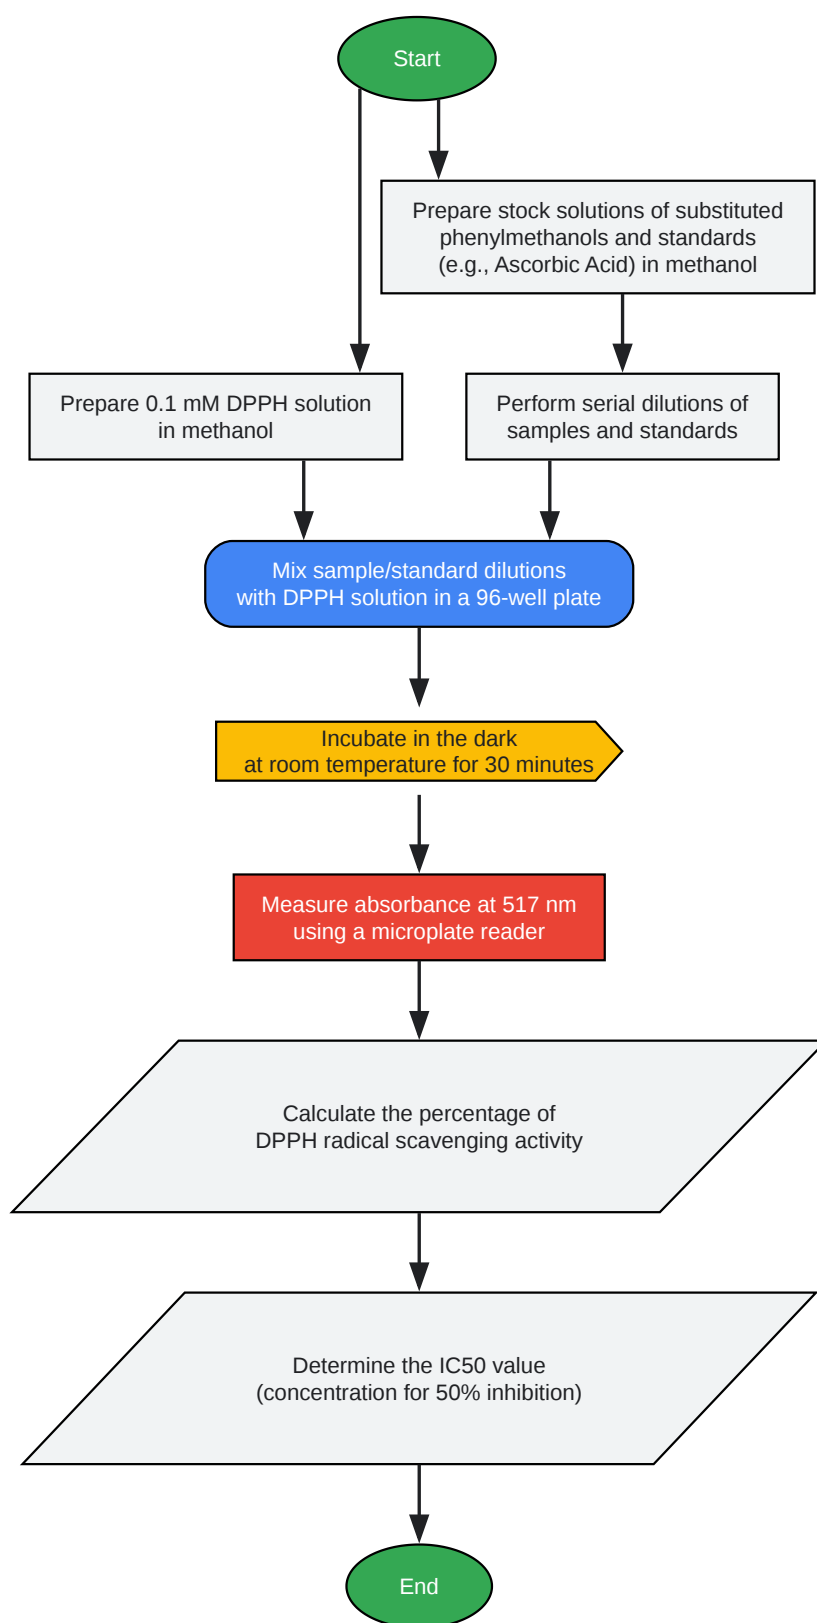 Start
Prepare stock solutions of substituted
phenylmethanols and standards
(e.g., Ascorbic Acid) in methanol
Prepare 0.1 mM DPPH solution
in methanol
Perform serial dilutions of
samples and standards
Mix sample/standard dilutions
with DPPH solution in a 96-well plate
Incubate in the dark
at room temperature for 30 minutes
Measure absorbance at 517 nm
using a microplate reader
Calculate the percentage of
DPPH radical scavenging activity
Determine the IC50 value
(concentration for 50% inhibition)
End